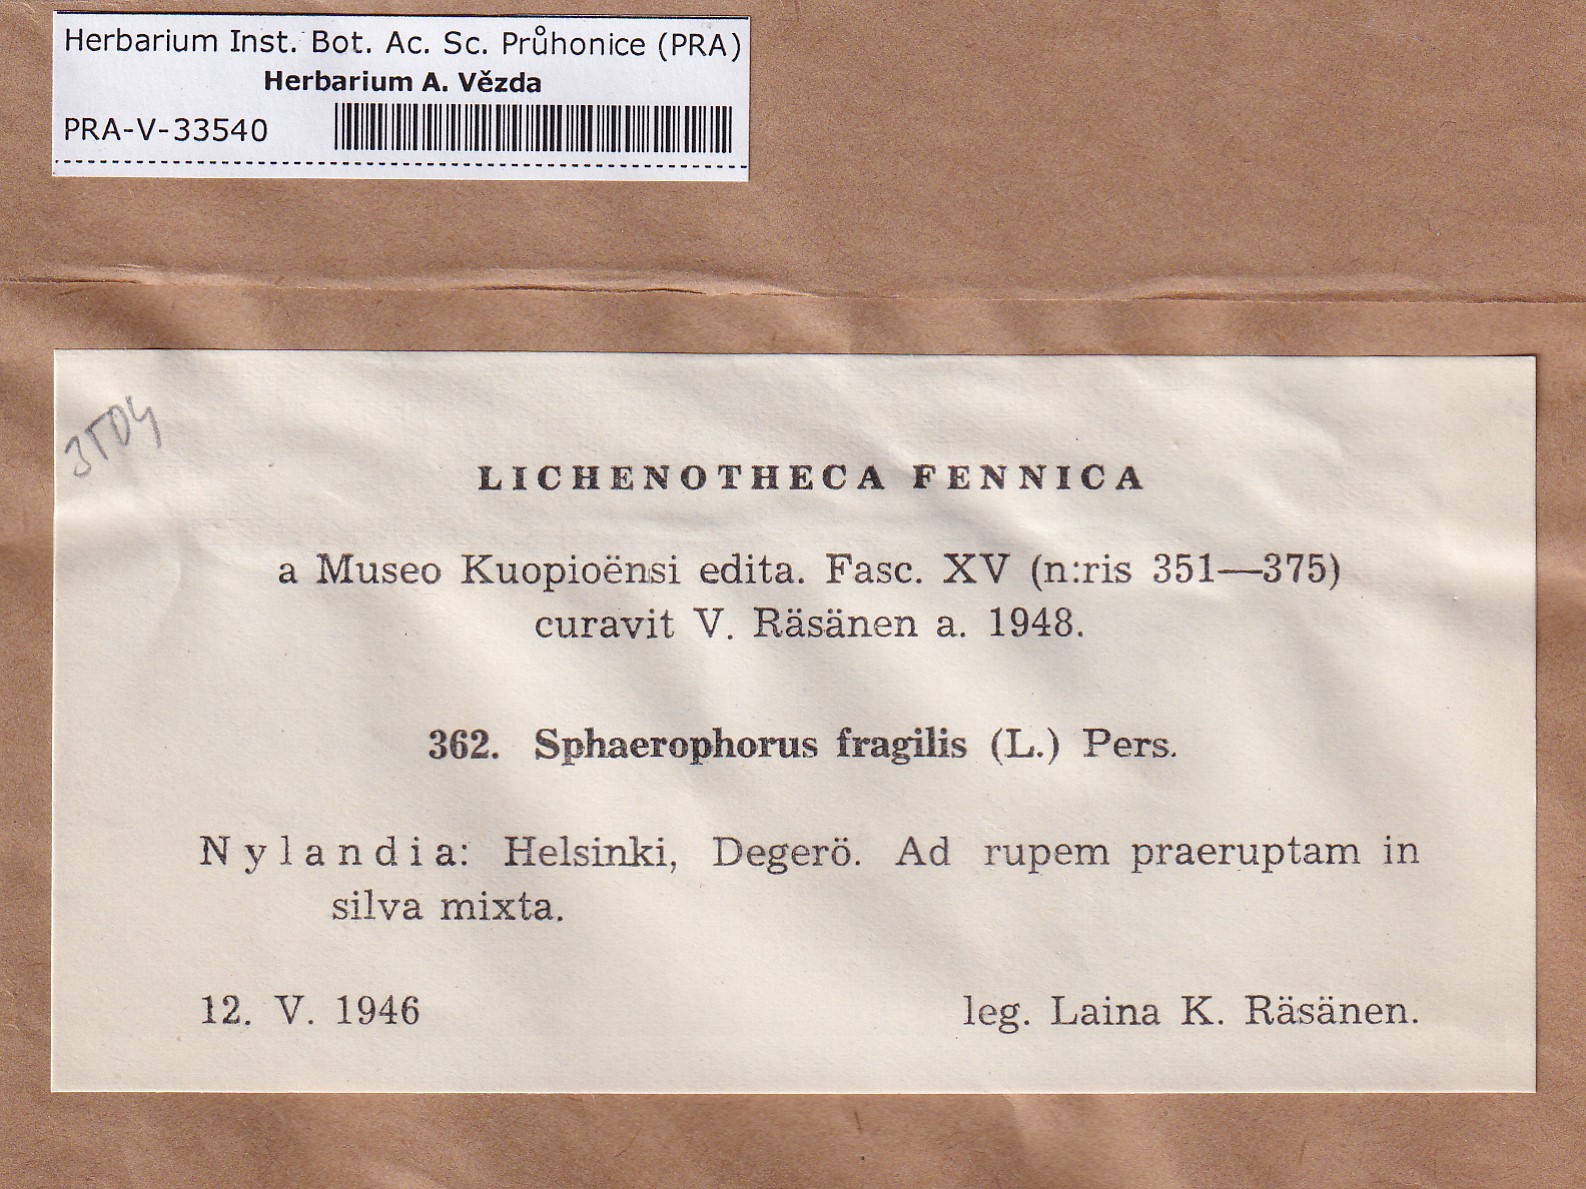 Herbarium Inst. Bot. Ac. Sc. Průhonice (PRA)
Herbarium A. Vězda
PRA-V-33540
3504
LICHENOTHECA FENNICA
a Museo Kuopioënsi edita. Fasc. XV (n:ris 351—375)
curavit V. Räsänen a. 1948.
362. Sphaerophorus fragilis (L.) Pers.
Nylandia: Helsinki, Degerö. Ad rupem praeruptam in
silva mixta.
12. V. 1946 leg. Laina K. Räsänen.